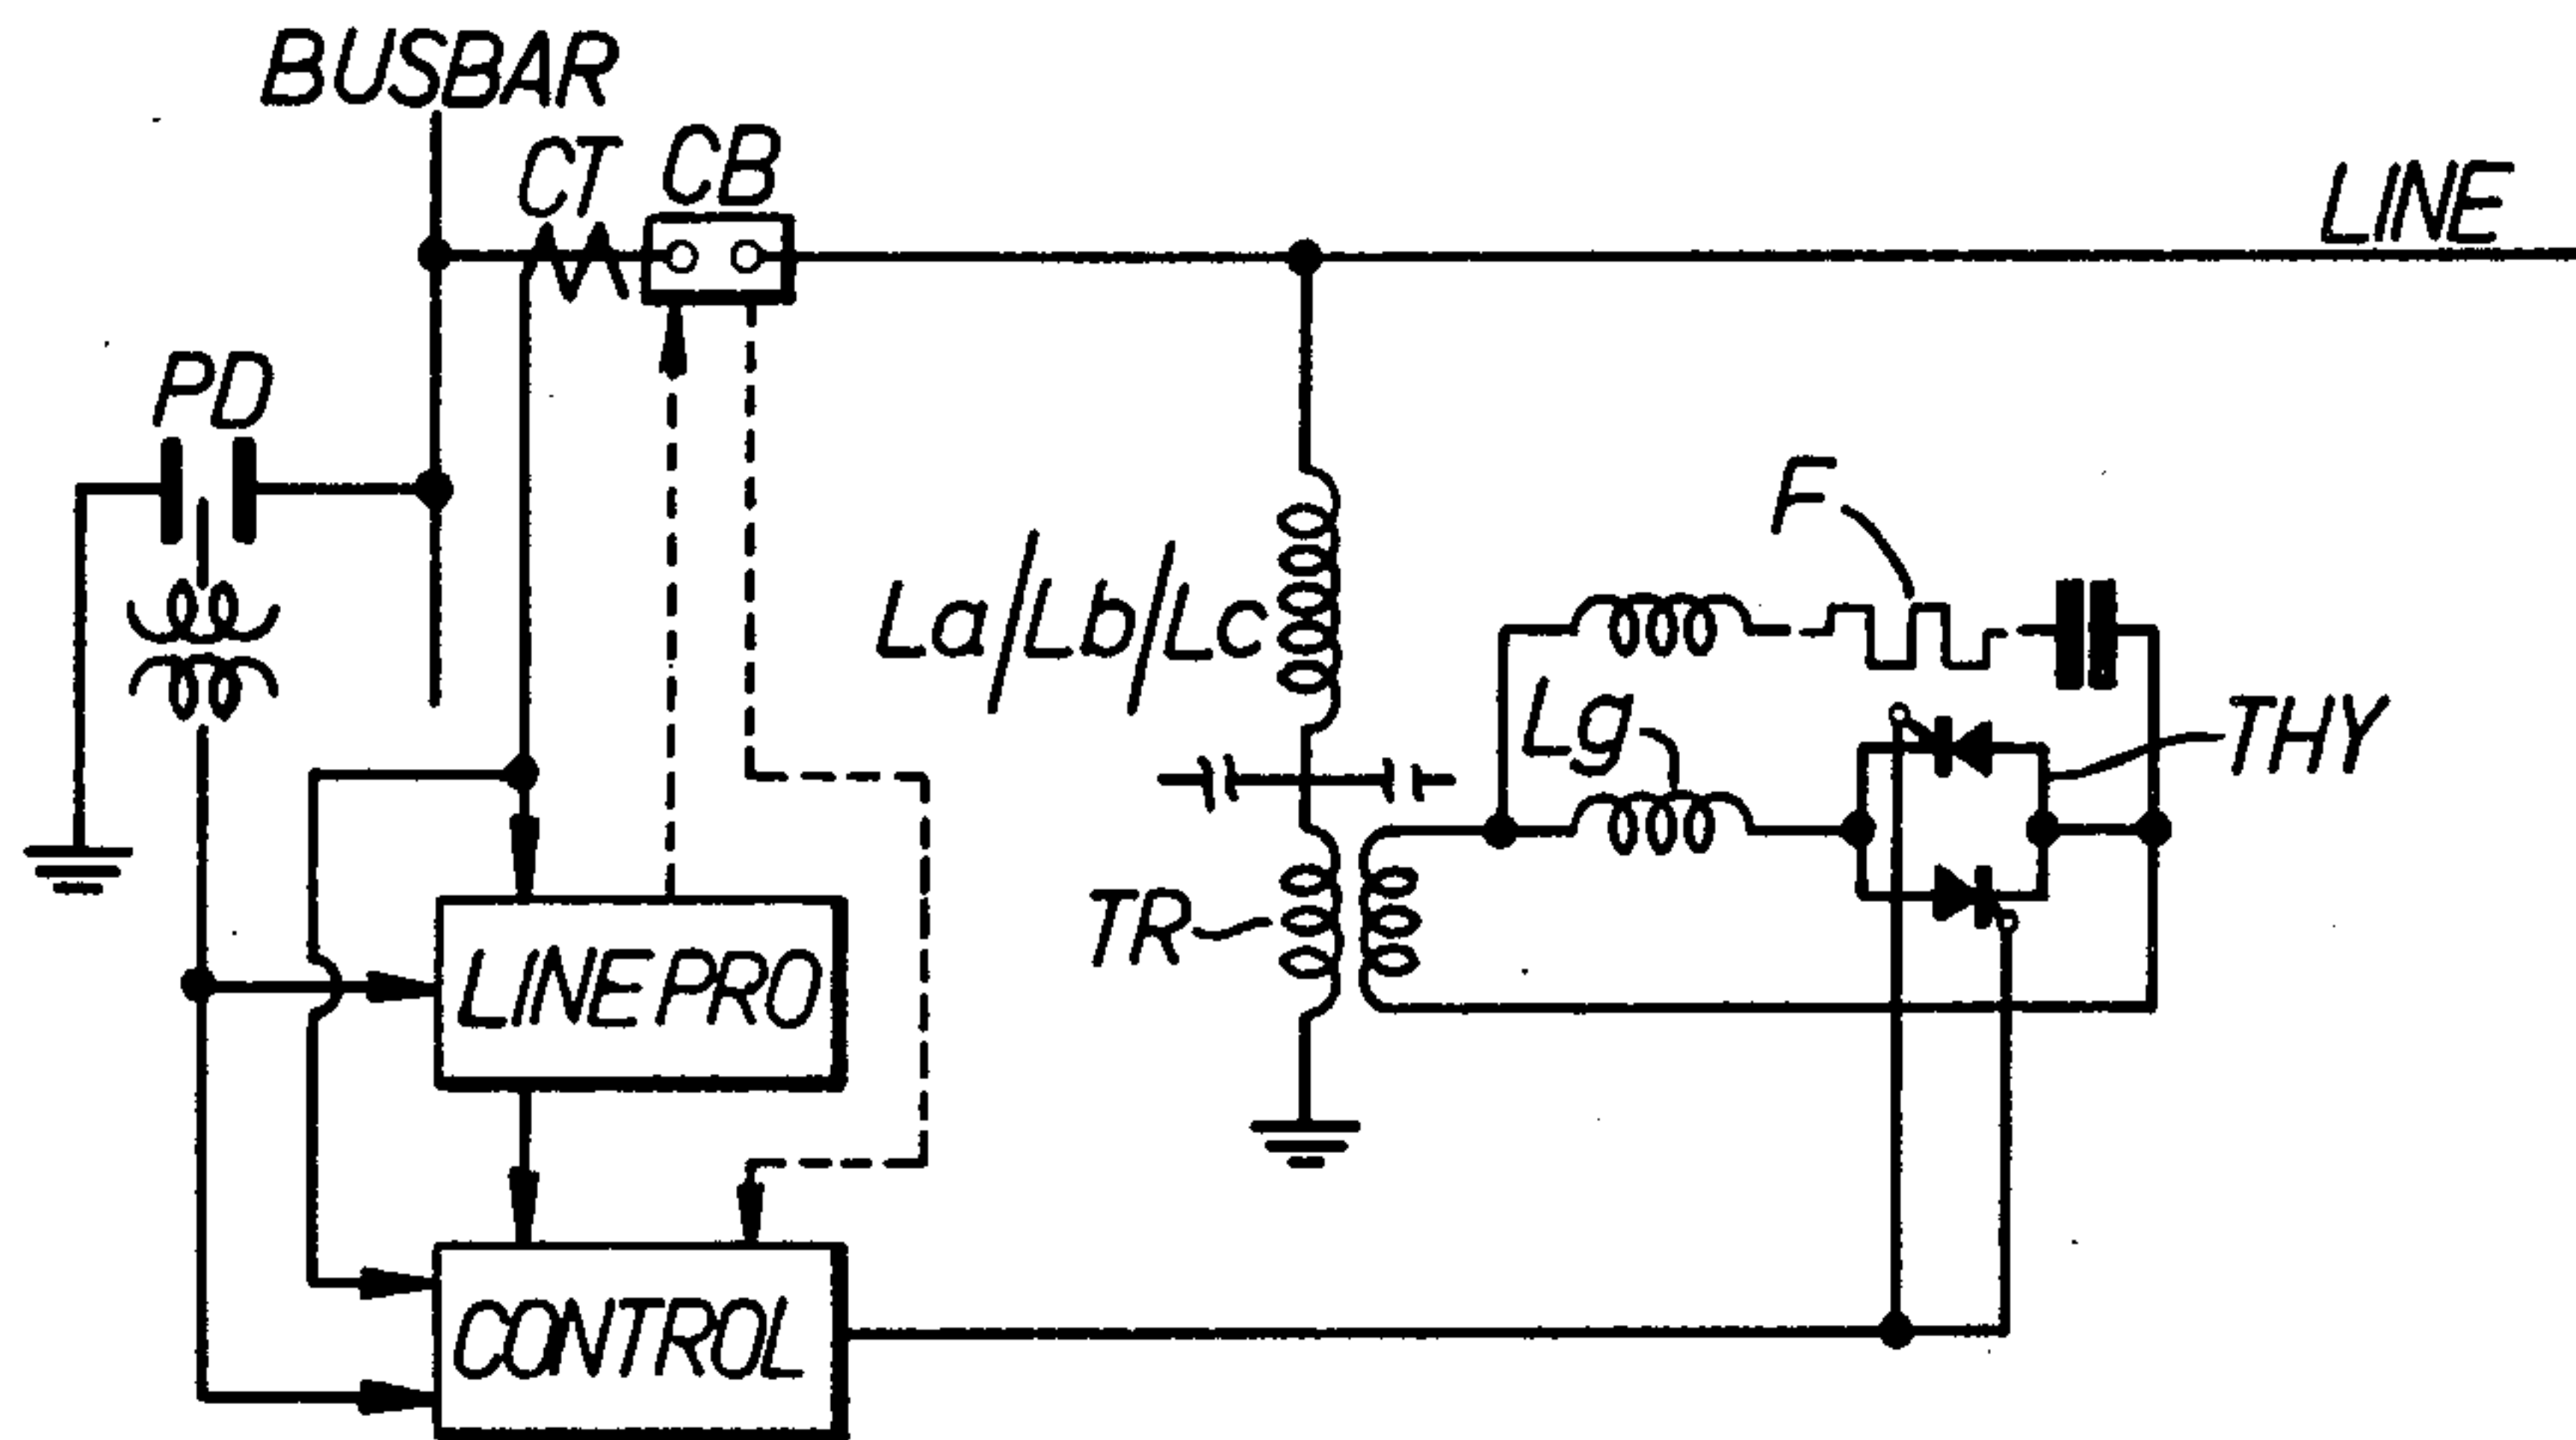 BUSBAR
CT
CB
LINE
PD
F
La/Lb/Lc
Lg
THY
TR
LINE PRO
CONTROL